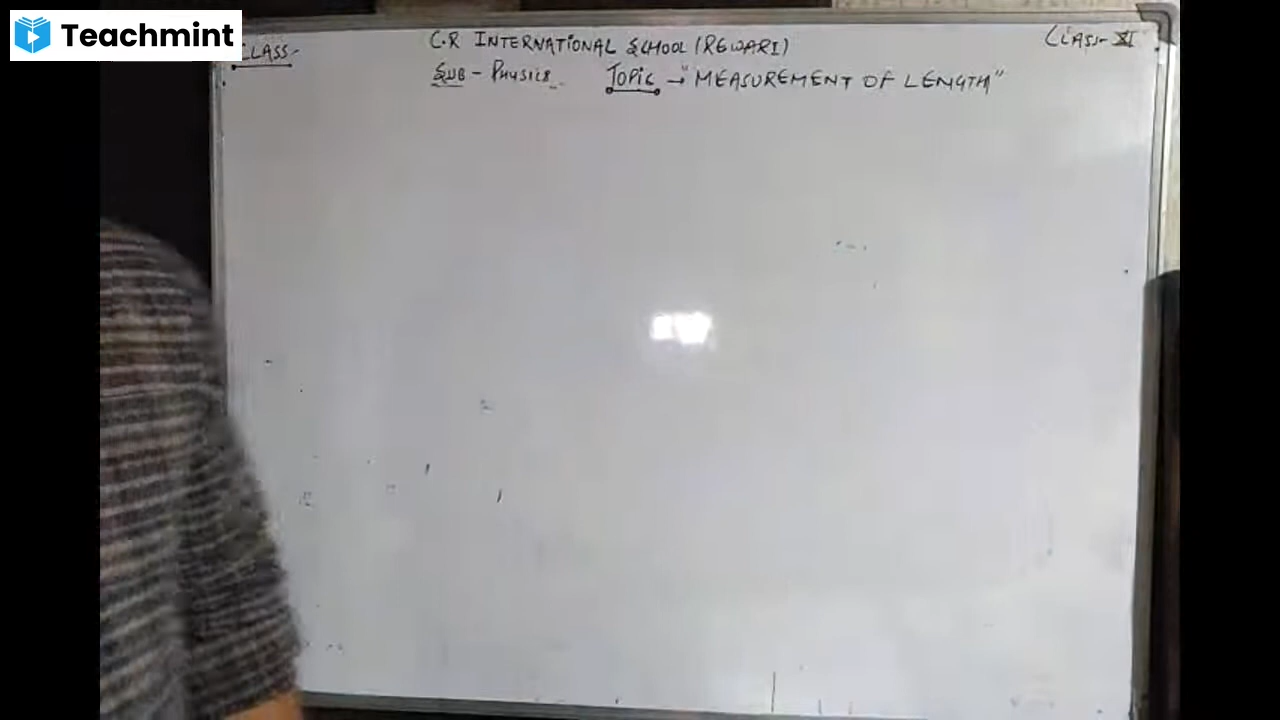 Teachmint
CLASS-
C.R INTERNATIONAL SCHOOL (REWARI)
CLASS-XI
SUB - PHYSICS
TOPIC → "MEASUREMENT OF LENGTH"